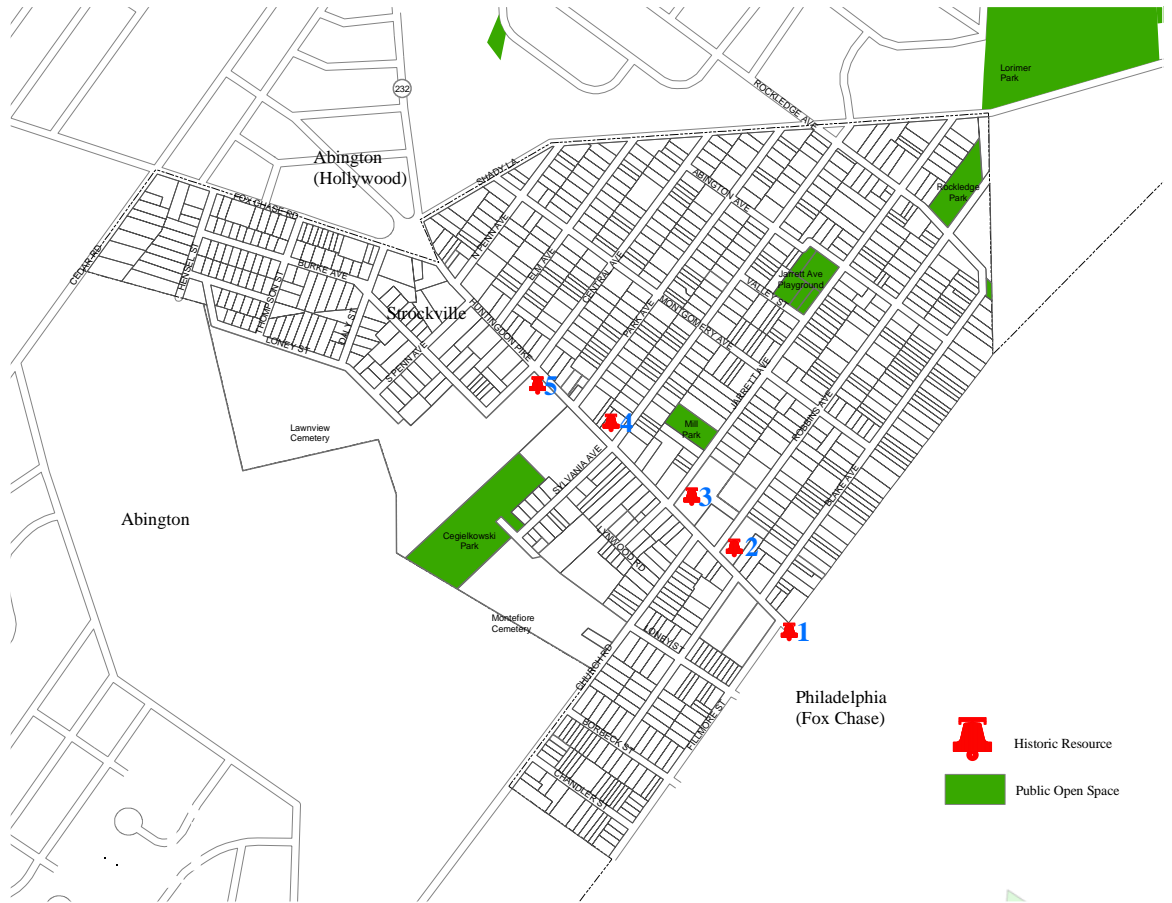 Lorimer
Park
232
ROCKLEDGE AVE
Abington
(Hollywood)
SHADY LA
ABINGTON AVE
Rockledge
Park
FOX CHASE RD
N PENN AVE
CEDAR RD
HENSEL ST
BURKE AVE
ELM AVE
CENTRAL AVE
Jarrett Ave
Playground
VALLEY ST
THOMPSON ST
DALY ST
Strockville
HUNTINGDON PIKE
PARK AVE
MONTGOMERY AVE
LONEY ST
S PENN AVE
JARRETT AVE
5
ROBBINS AVE
4
Mill
Park
Lawnview
Cemetery
SYLVANIA AVE
BLAKE AVE
3
Abington
Cegielkowski
Park
LYNWOOD RD
2
Montefiore
Cemetery
1
LONEY ST
CHURCH RD
Philadelphia
(Fox Chase)
FILLMORE ST
BORBECK ST
CHANDLER ST
Historic Resource
Public Open Space